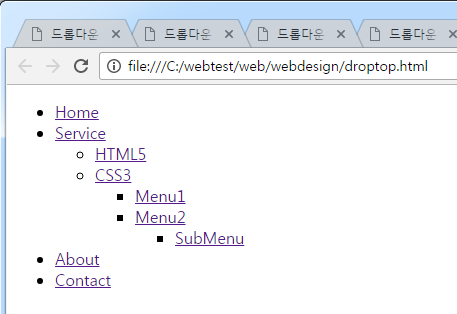 드롭다운 드롭다운 드롭다운 드롭다운
file:///C:/webtest/web/webdesign/droptop.html
Home
Service
HTML5
CSS3
Menu1
Menu2
SubMenu
About
Contact